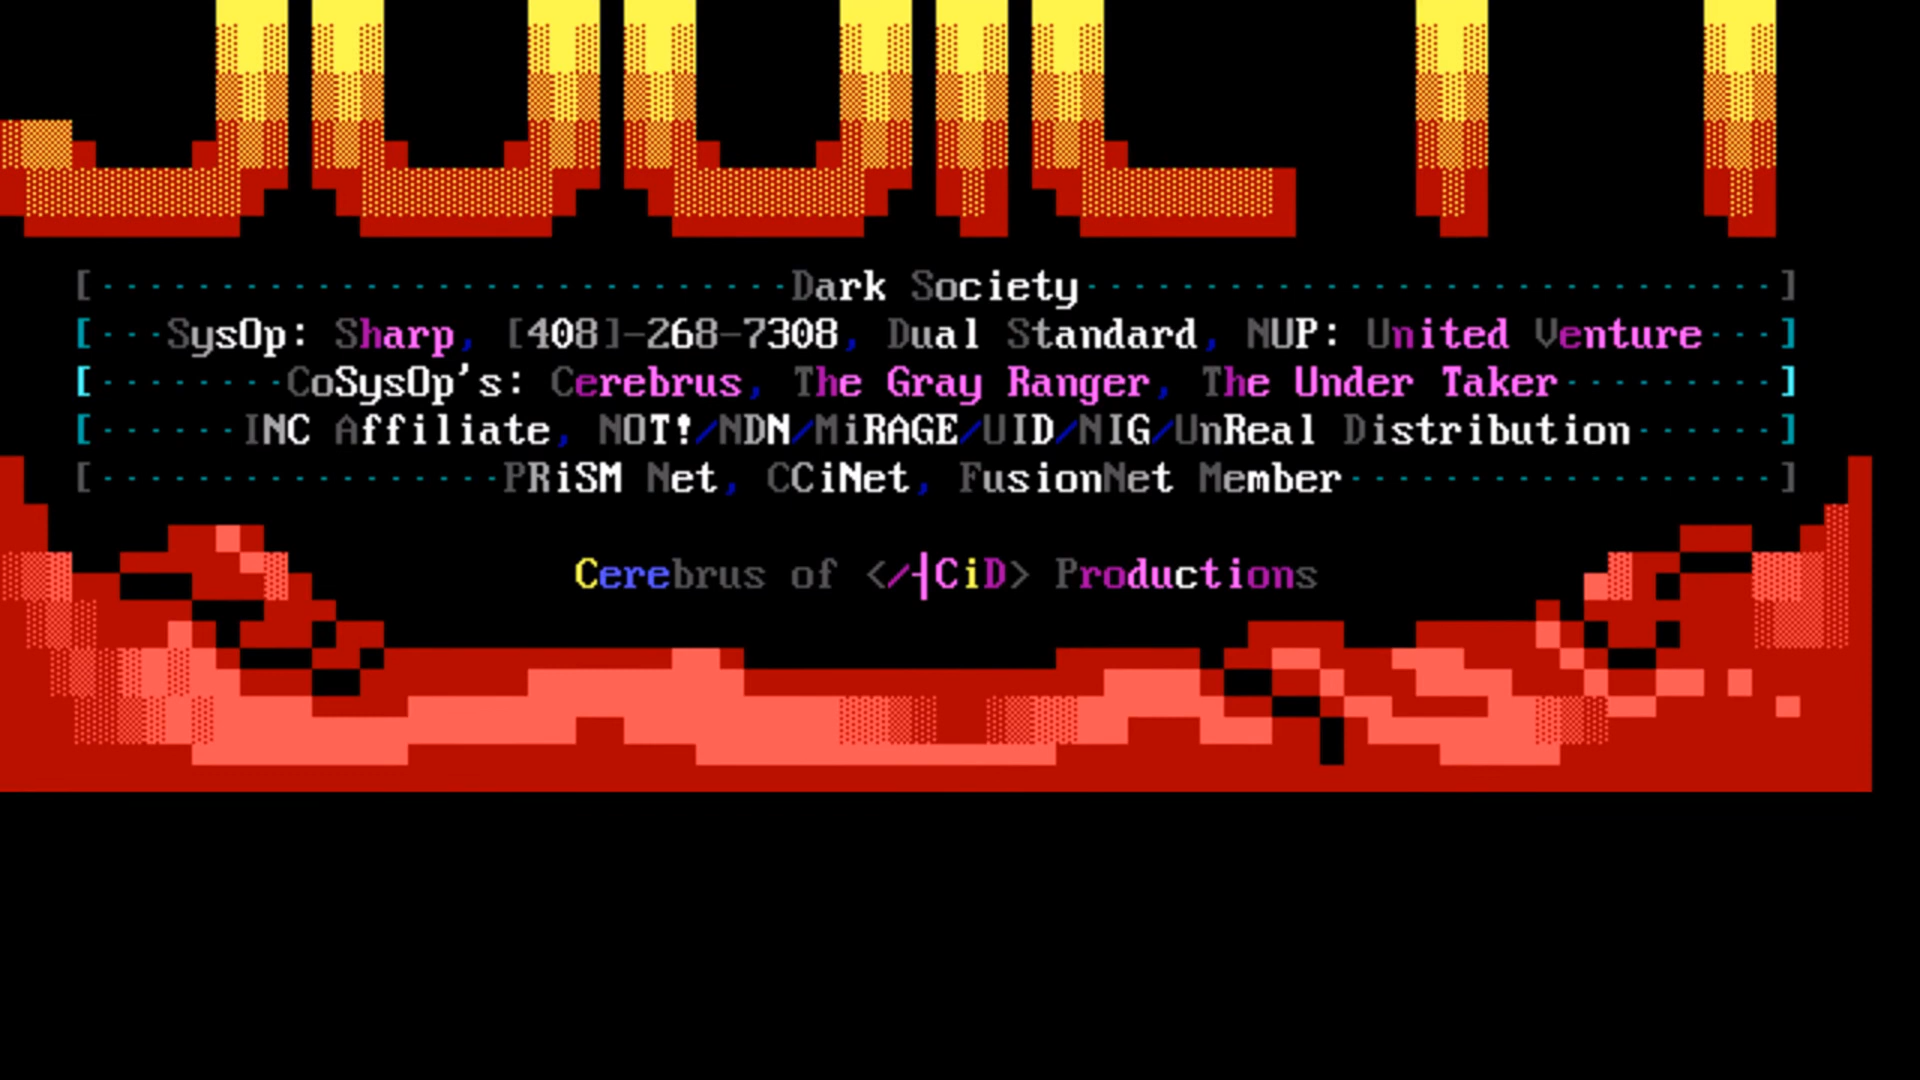 [·····························Dark Society·····························]
[···SysOp: Sharp, [408]-268-7308, Dual Standard, NUP: United Venture···]
[········CoSysOp's: Cerebrus, The Gray Ranger, The Under Taker·········]
[······INC Affiliate, NOT!/NDN/MiRAGE/UID/NIG/UnReal Distribution······]
[·················PRiSM Net, CCiNet, FusionNet Member··················]
Cerebrus of </┤CiD> Productions